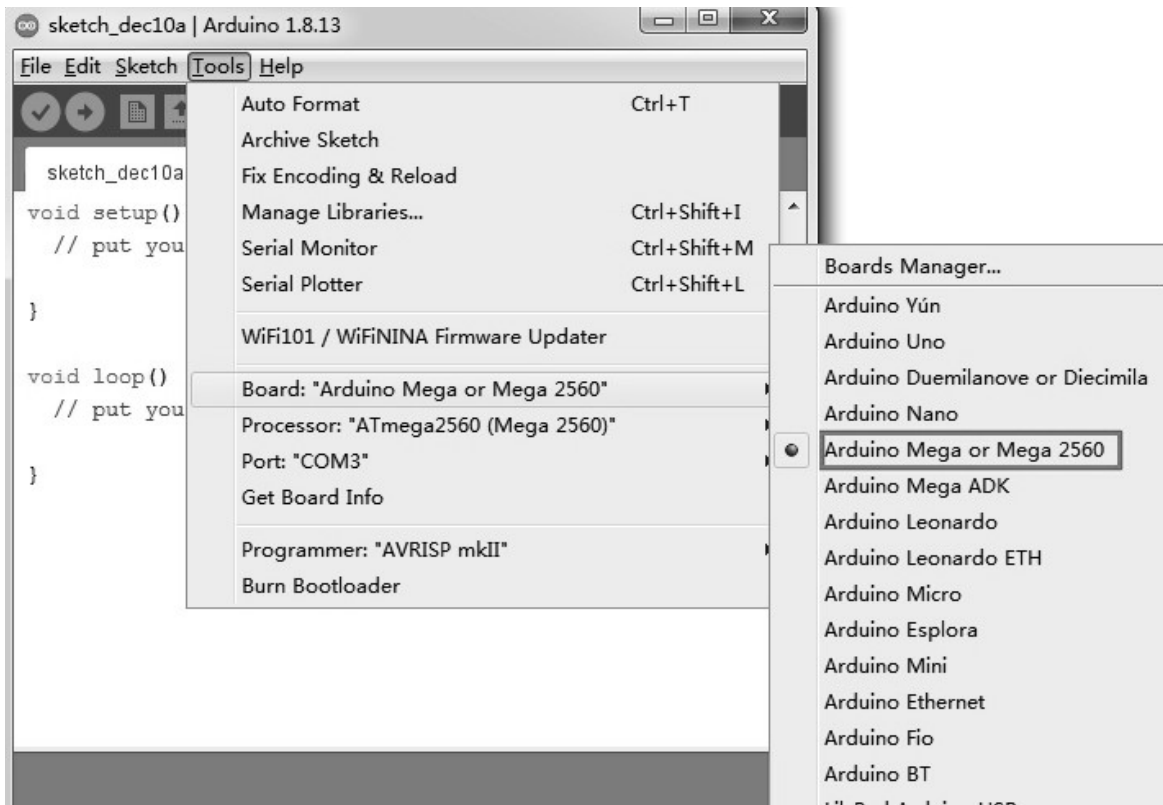 sketch_dec10a | Arduino 1.8.13
File Edit Sketch Tools Help
sketch_dec10a
void setup()
// put you
}
void loop()
// put you
}
Auto Format Ctrl+T
Archive Sketch
Fix Encoding & Reload
Manage Libraries... Ctrl+Shift+I
Serial Monitor Ctrl+Shift+M
Serial Plotter Ctrl+Shift+L
WiFi101 / WiFiNINA Firmware Updater
Board: "Arduino Mega or Mega 2560"
Processor: "ATmega2560 (Mega 2560)"
Port: "COM3"
Get Board Info
Programmer: "AVRISP mkII"
Burn Bootloader
Boards Manager...
Arduino Yún
Arduino Uno
Arduino Duemilanove or Diecimila
Arduino Nano
Arduino Mega or Mega 2560
Arduino Mega ADK
Arduino Leonardo
Arduino Leonardo ETH
Arduino Micro
Arduino Esplora
Arduino Mini
Arduino Ethernet
Arduino Fio
Arduino BT